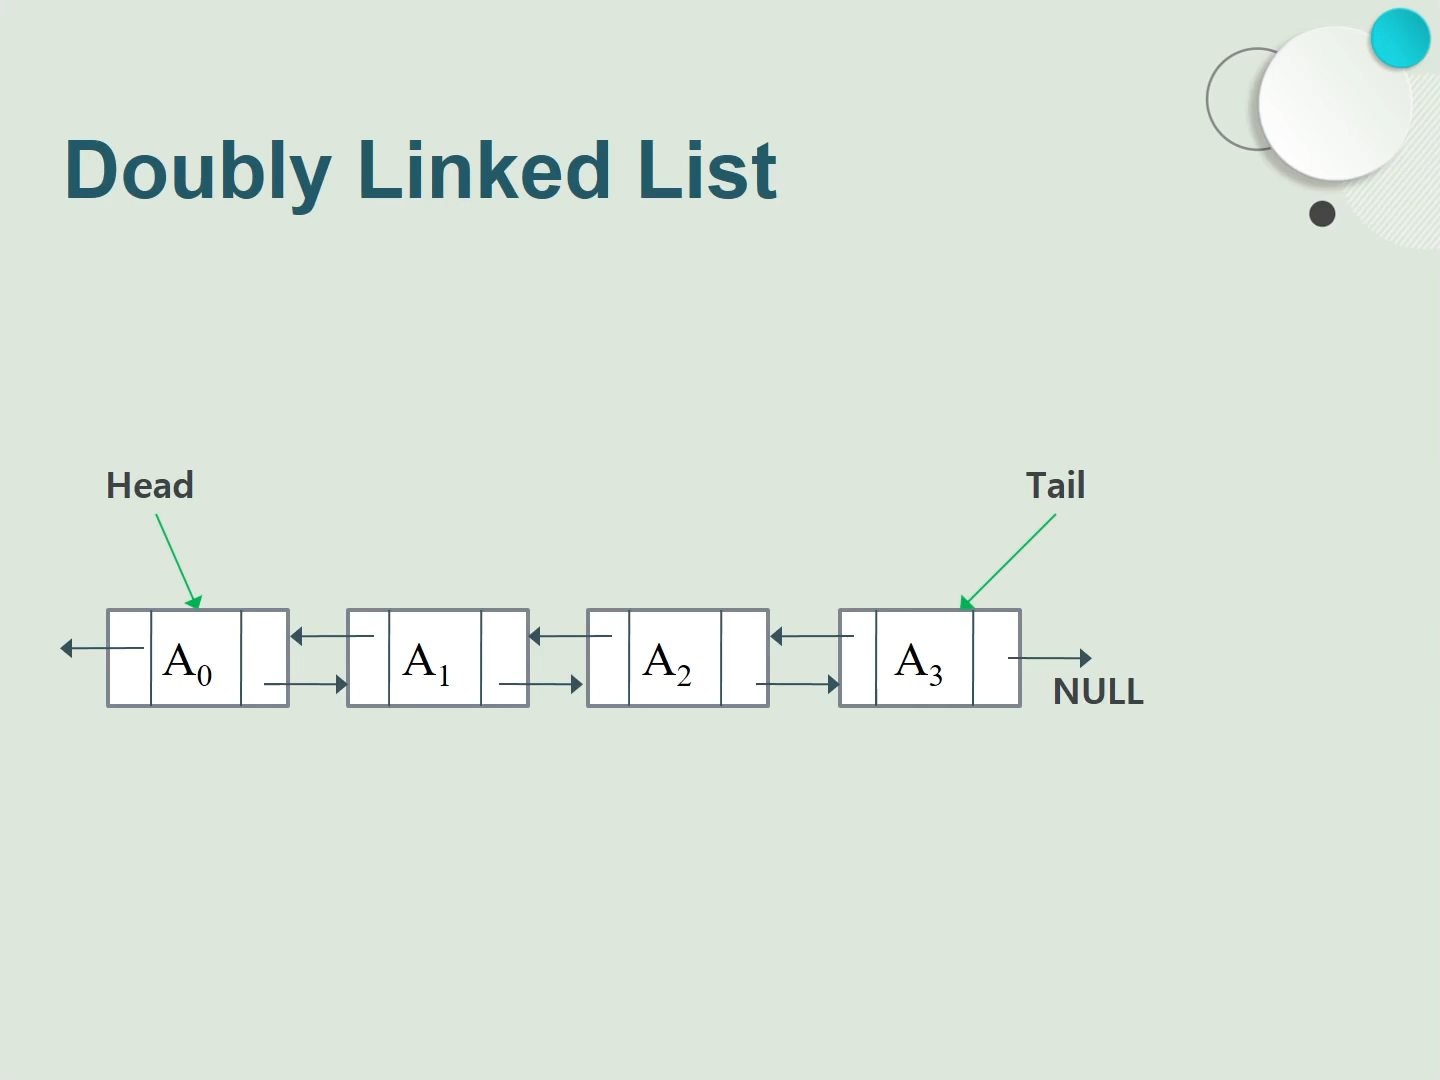 Doubly Linked List
Head
Tail
A₀
A₁
A₂
A₃
NULL